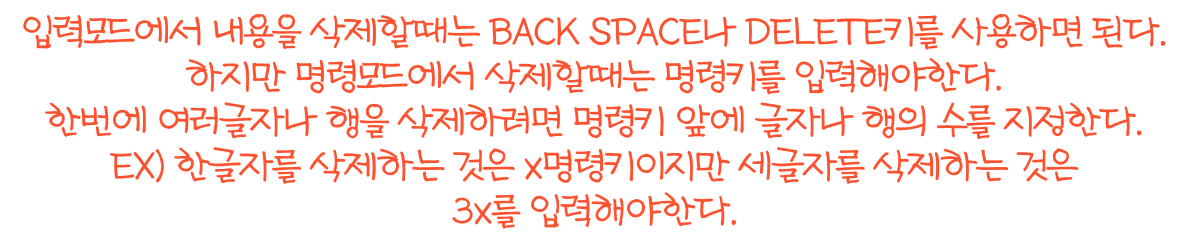 입력모드에서 내용을 삭제할때는 BACK SPACE나 DELETE키를 사용하면 된다.
하지만 명령모드에서 삭제할때는 명령키를 입력해야한다.
한번에 여러글자나 행을 삭제하려면 명령키 앞에 글자나 행의 수를 지정한다.
EX) 한글자를 삭제하는 것은 x명령키이지만 세글자를 삭제하는 것은
3x를 입력해야한다.